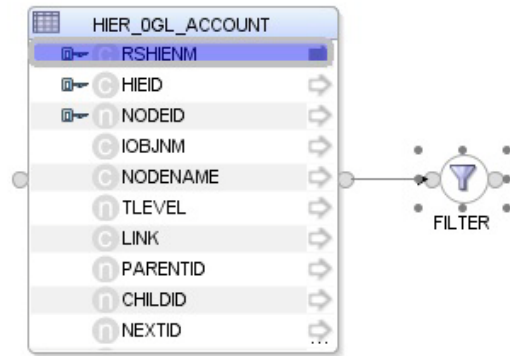 HIER_0GL_ACCOUNT
C RSHIENM
C HIEID
n NODEID
C IOBJNM
C NODENAME
n TLEVEL
C LINK
n PARENTID
n CHILDID
n NEXTID
...
FILTER